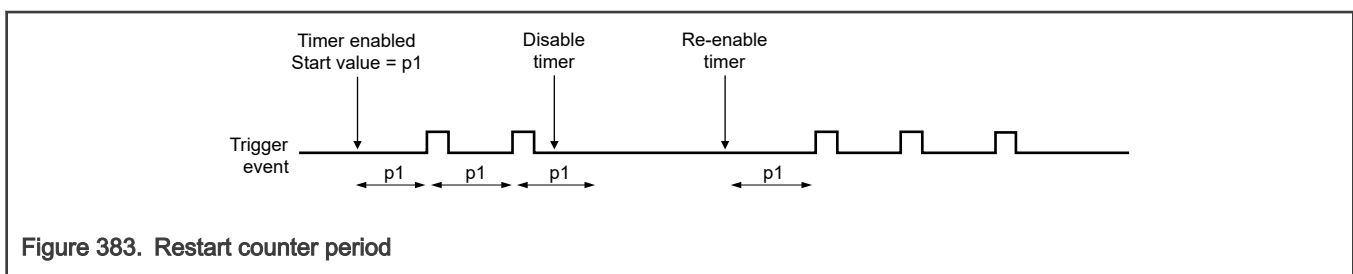 Timer enabled
Start value = p1
Disable
timer
Re-enable
timer
Trigger
event
p1
p1
p1
p1
Figure 383. Restart counter period